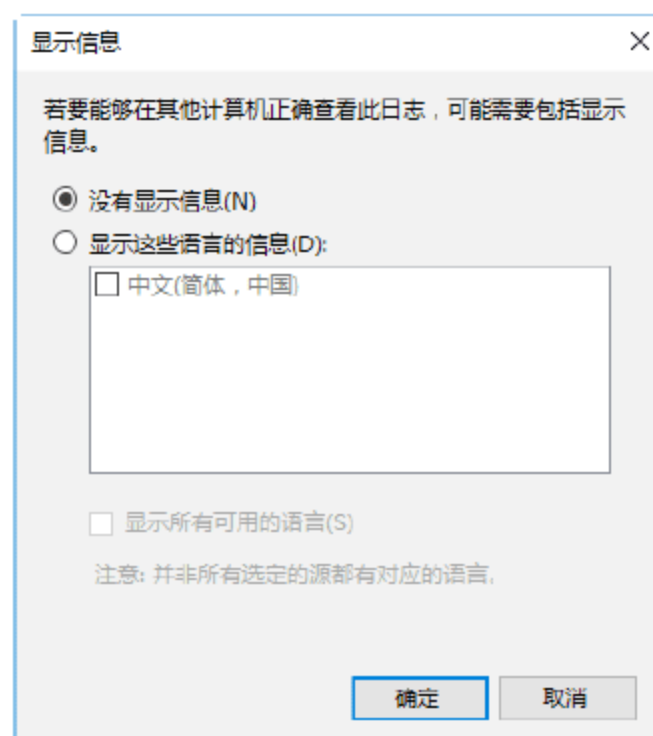 显示信息
若要能够在其他计算机正确查看此日志，可能需要包括显示
信息。
没有显示信息(N)
显示这些语言的信息(D):
中文(简体，中国)
显示所有可用的语言(S)
注意: 并非所有选定的源都有对应的语言。
确定
取消